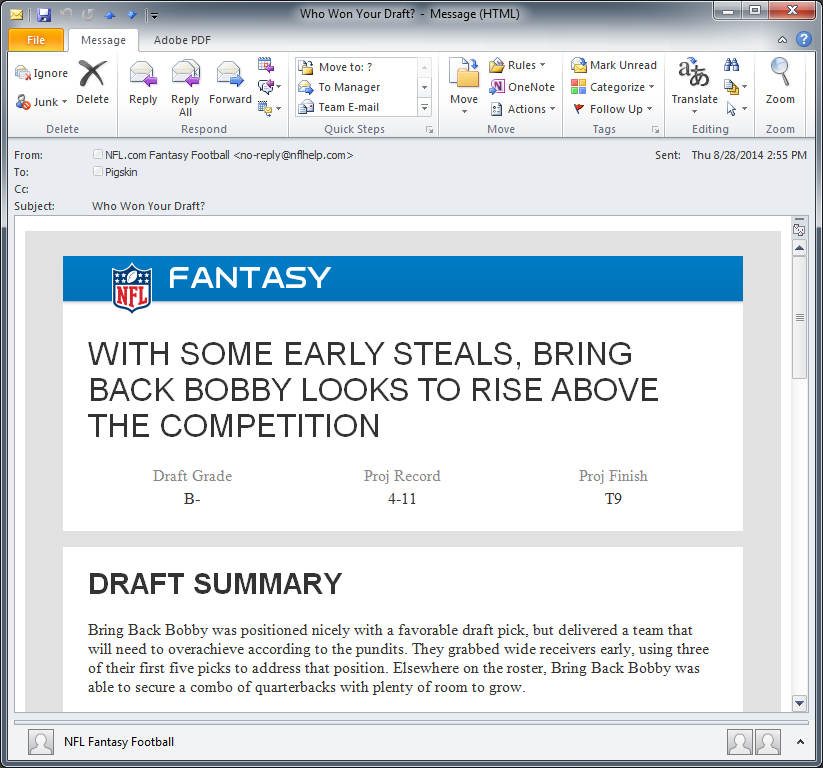 Who Won Your Draft? - Message (HTML)
File Message Adobe PDF
Ignore
Junk
Delete
Delete
Reply
Reply All
Forward
Respond
Move to: ?
To Manager
Team E-mail
Quick Steps
Move
Rules
OneNote
Actions
Move
Mark Unread
Categorize
Follow Up
Tags
Translate
Editing
Zoom
Zoom
From: NFL.com Fantasy Football <no-reply@nflhelp.com> Sent: Thu 8/28/2014 2:55 PM
To: Pigskin
Cc:
Subject: Who Won Your Draft?
NFL FANTASY
WITH SOME EARLY STEALS, BRING
BACK BOBBY LOOKS TO RISE ABOVE
THE COMPETITION
Draft Grade Proj Record Proj Finish
B- 4-11 T9
DRAFT SUMMARY
Bring Back Bobby was positioned nicely with a favorable draft pick, but delivered a team that
will need to overachieve according to the pundits. They grabbed wide receivers early, using three
of their first five picks to address that position. Elsewhere on the roster, Bring Back Bobby was
able to secure a combo of quarterbacks with plenty of room to grow.
NFL Fantasy Football